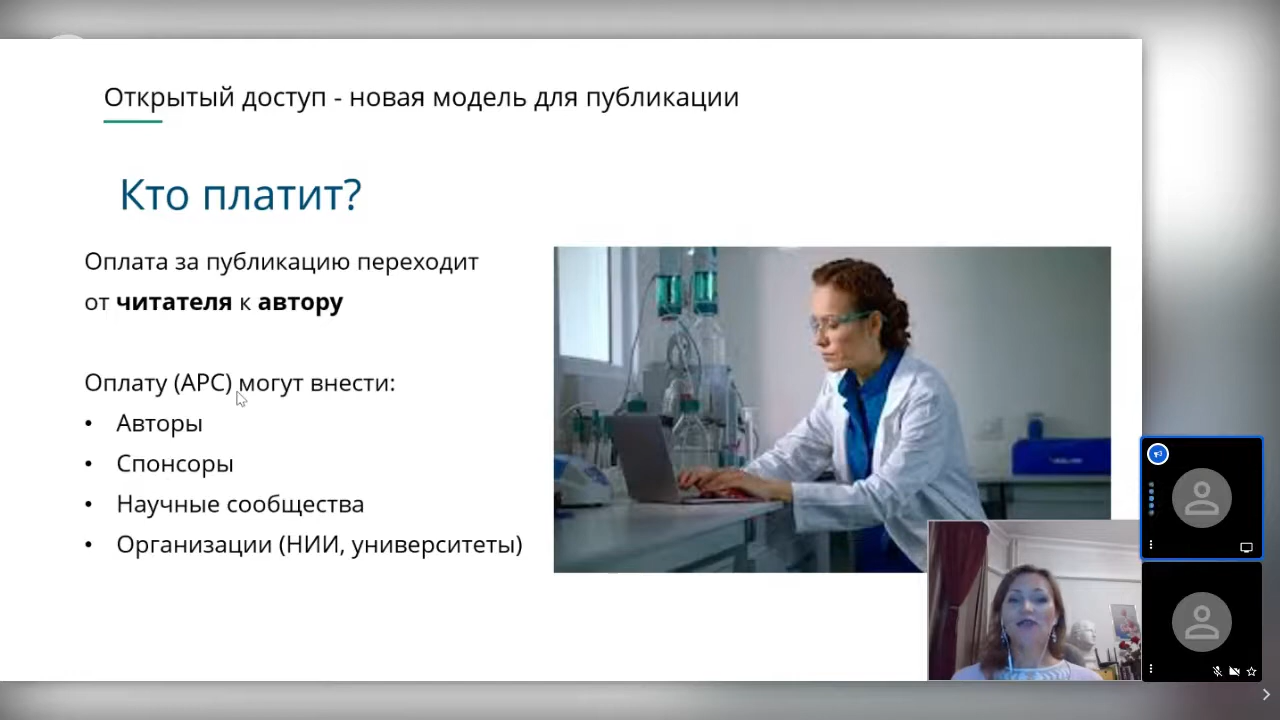 Открытый доступ - новая модель для публикации
Кто платит?
Оплата за публикацию переходит
от читателя к автору
Оплату (APC) могут внести:
• Авторы
• Спонсоры
• Научные сообщества
• Организации (НИИ, университеты)